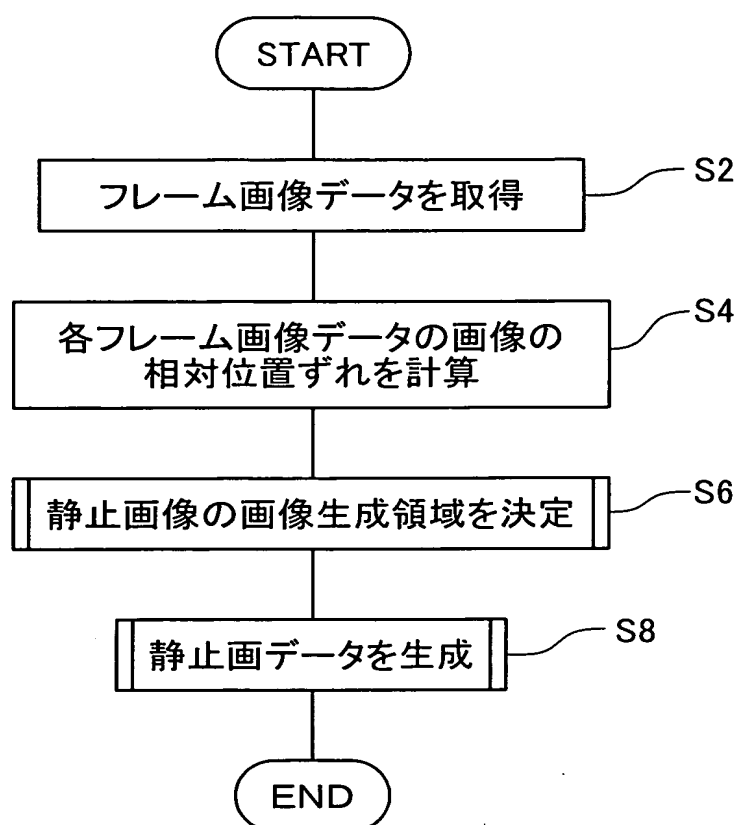 START
フレーム画像データを取得
S2
各フレーム画像データの画像の
相対位置ずれを計算
S4
静止画像の画像生成領域を決定
S6
静止画データを生成
S8
END